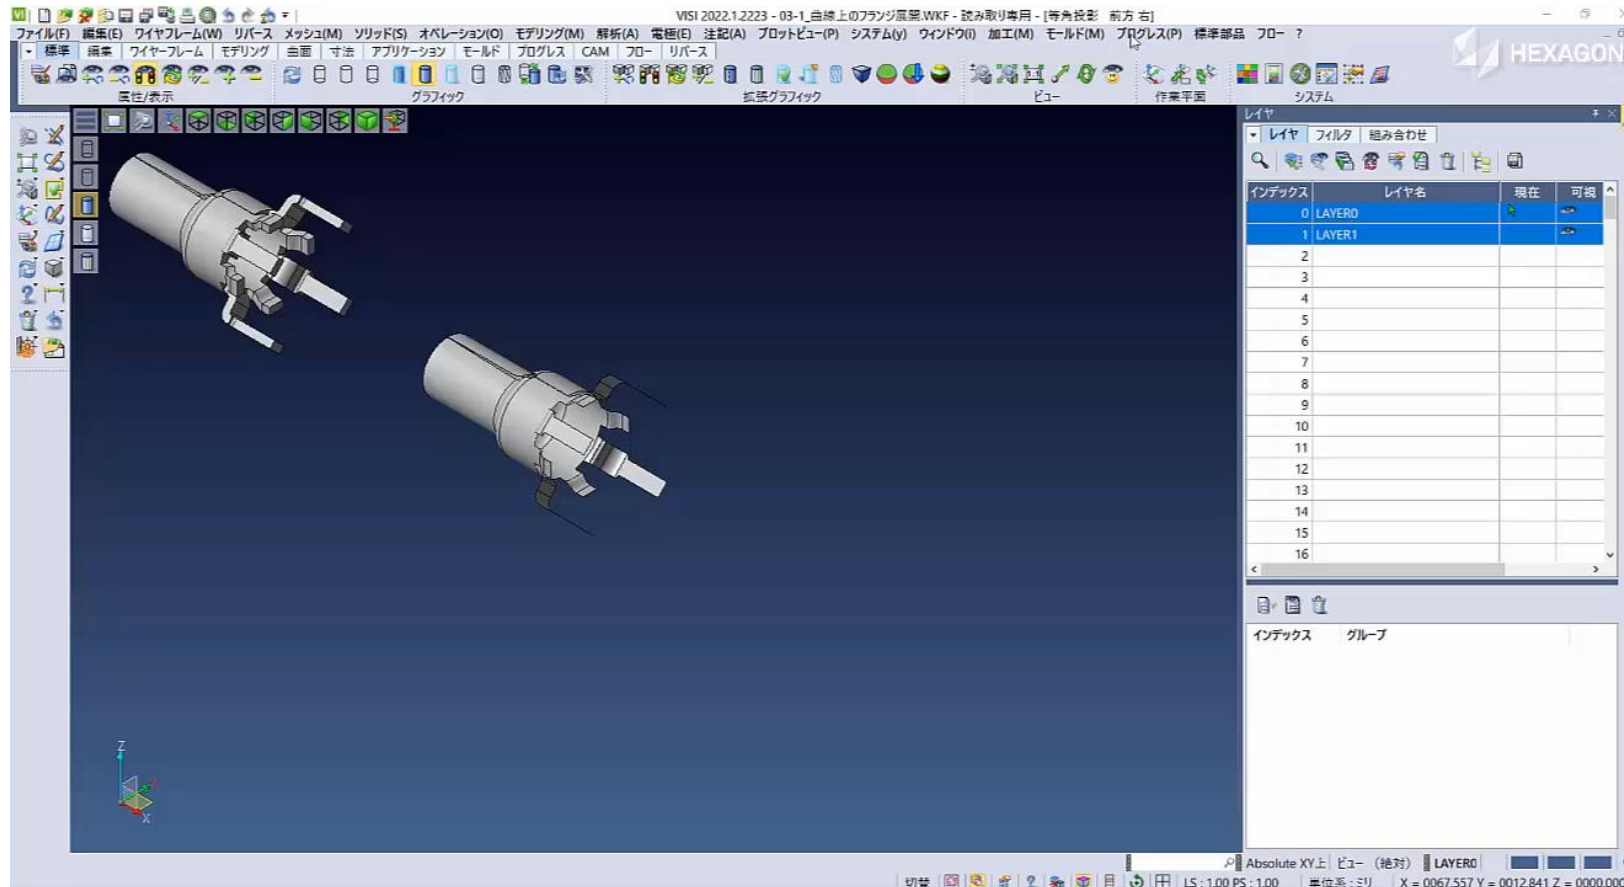 VISI 2022.1.2223 - 03-1_曲線上のフランジ展開.WKF - 読み取り専用 - [等角投影 前方 右]
ファイル(F) 編集(E) ワイヤフレーム(W) リバース メッシュ(M) ソリッド(S) オペレーション(O) モデリング(M) 解析(A) 電極(E) 注記(A) プロットビュー(P) システム(y) ウィンドウ(i) 加工(M) モールド(M) プログレス(P) 標準部品 フロー ?
標準 編集 ワイヤーフレーム モデリング 曲面 寸法 アプリケーション モールド プログレス CAM フロー リバース
HEXAGON
属性/表示 グラフィック 拡張グラフィック ビュー 作業平面 システム
レイヤ
レイヤ フィルタ 組み合わせ
インデックス レイヤ名 現在 可視
0 LAYER0
1 LAYER1
2
3
4
5
6
7
8
9
10
11
12
13
14
15
16
インデックス グループ
Z
X
Absolute XY上 ビュー (絶対) LAYER0
切替 LS : 1.00 PS : 1.00 単位系 : ミリ X = 0067.557 Y = 0012.841 Z = 0000.00